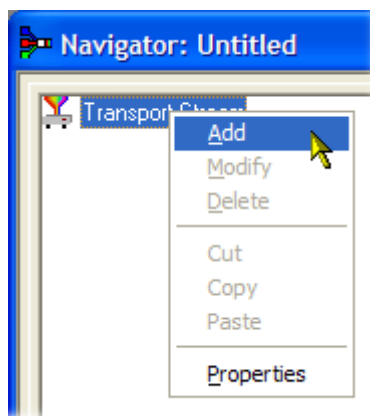 Navigator: Untitled
Transport Stream
Add
Modify
Delete
Cut
Copy
Paste
Properties